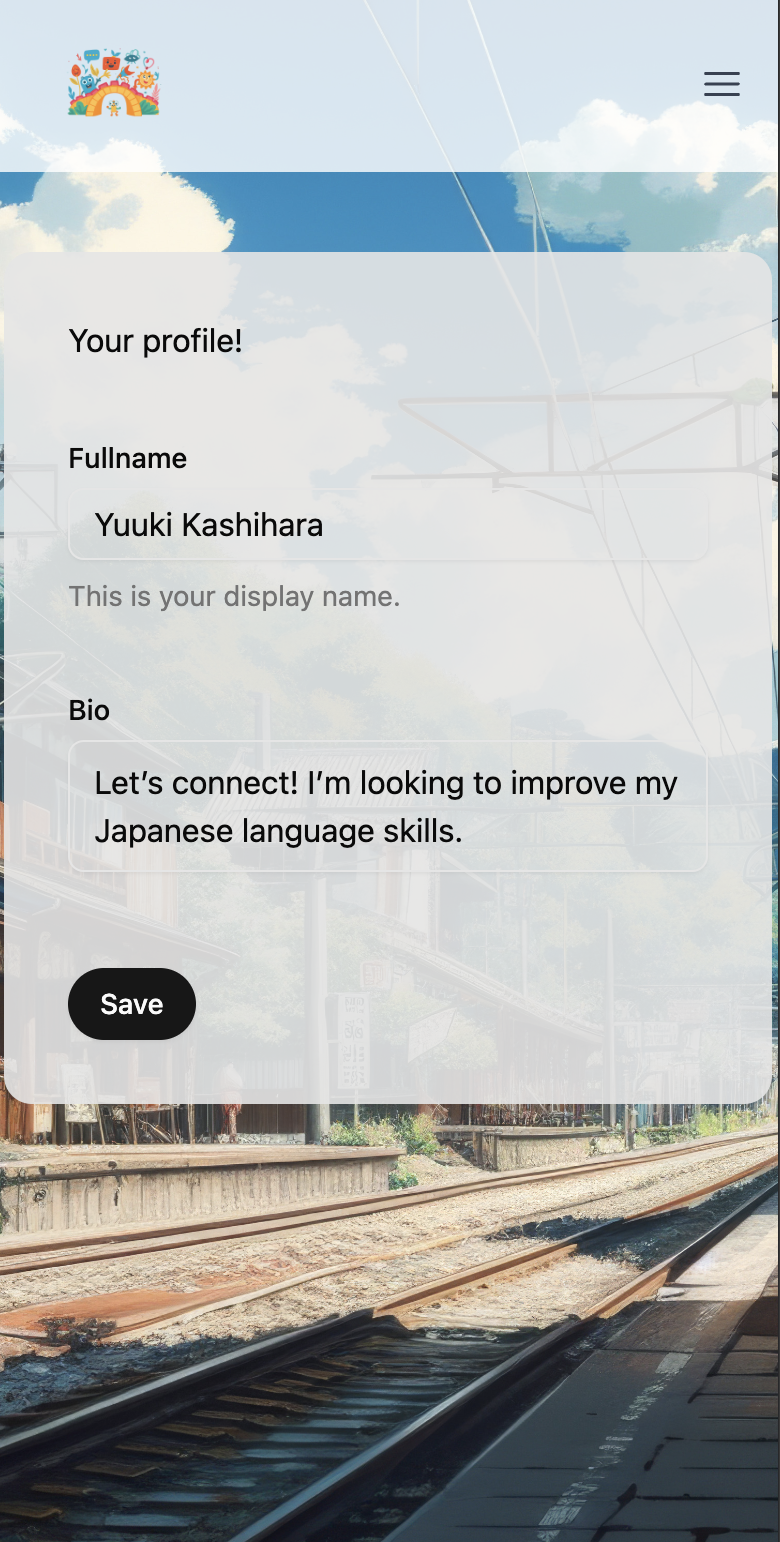 Your profile!
Fullname
Yuuki Kashihara
This is your display name.
Bio
Let’s connect! I’m looking to improve my
Japanese language skills.
Save